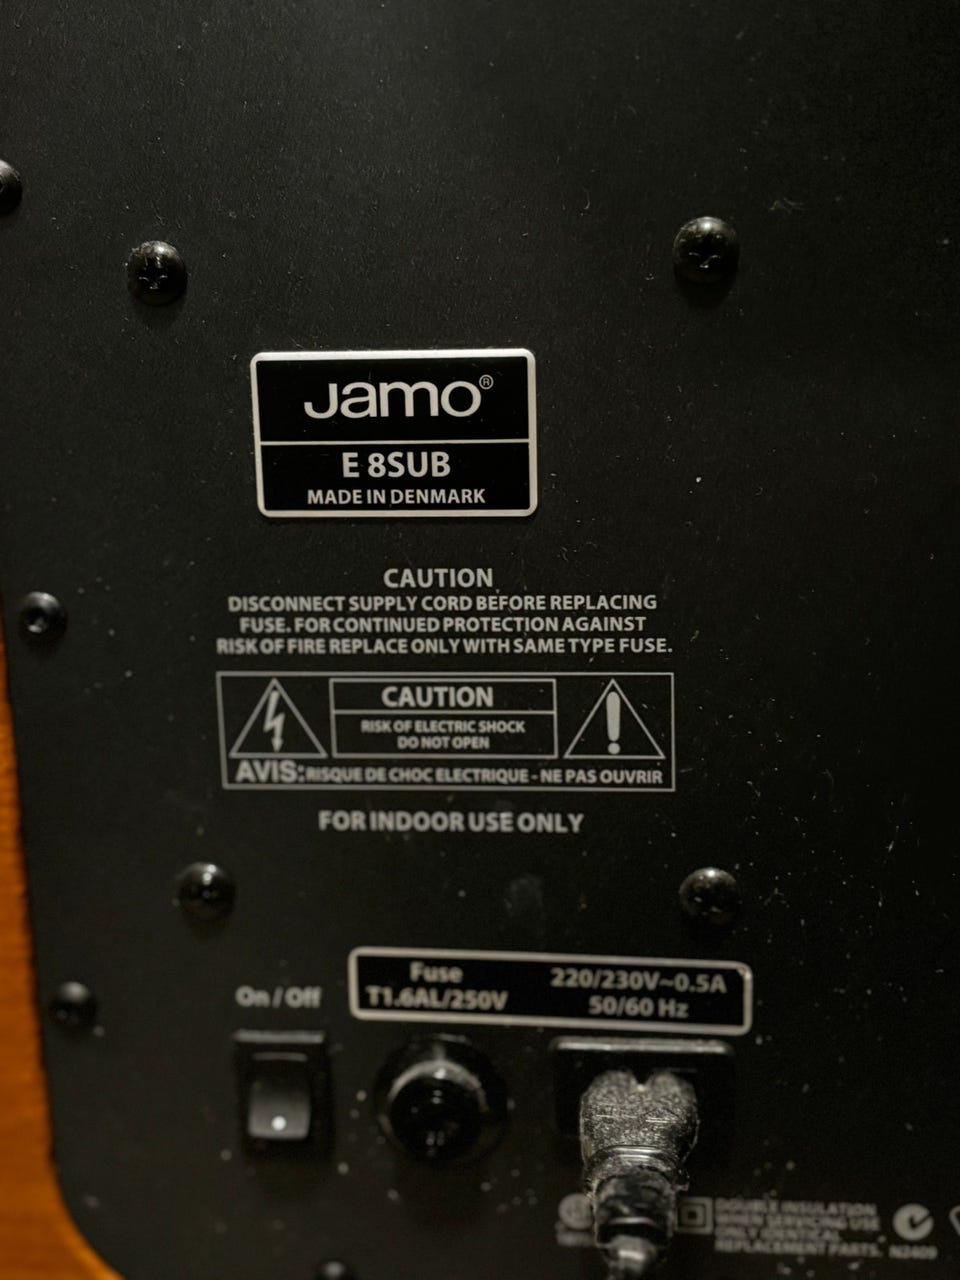 Jamo®
E 8SUB
MADE IN DENMARK
CAUTION
DISCONNECT SUPPLY CORD BEFORE REPLACING
FUSE. FOR CONTINUED PROTECTION AGAINST
RISK OF FIRE REPLACE ONLY WITH SAME TYPE FUSE.
CAUTION
RISK OF ELECTRIC SHOCK
DO NOT OPEN
AVIS: RISQUE DE CHOC ELECTRIQUE - NE PAS OUVRIR
FOR INDOOR USE ONLY
On / Off
Fuse
T1.6AL/250V
220/230V~0.5A
50/60 Hz
DOUBLE INSULATION
WHEN SERVICING USE
ONLY IDENTICAL
REPLACEMENT PARTS.
N2409